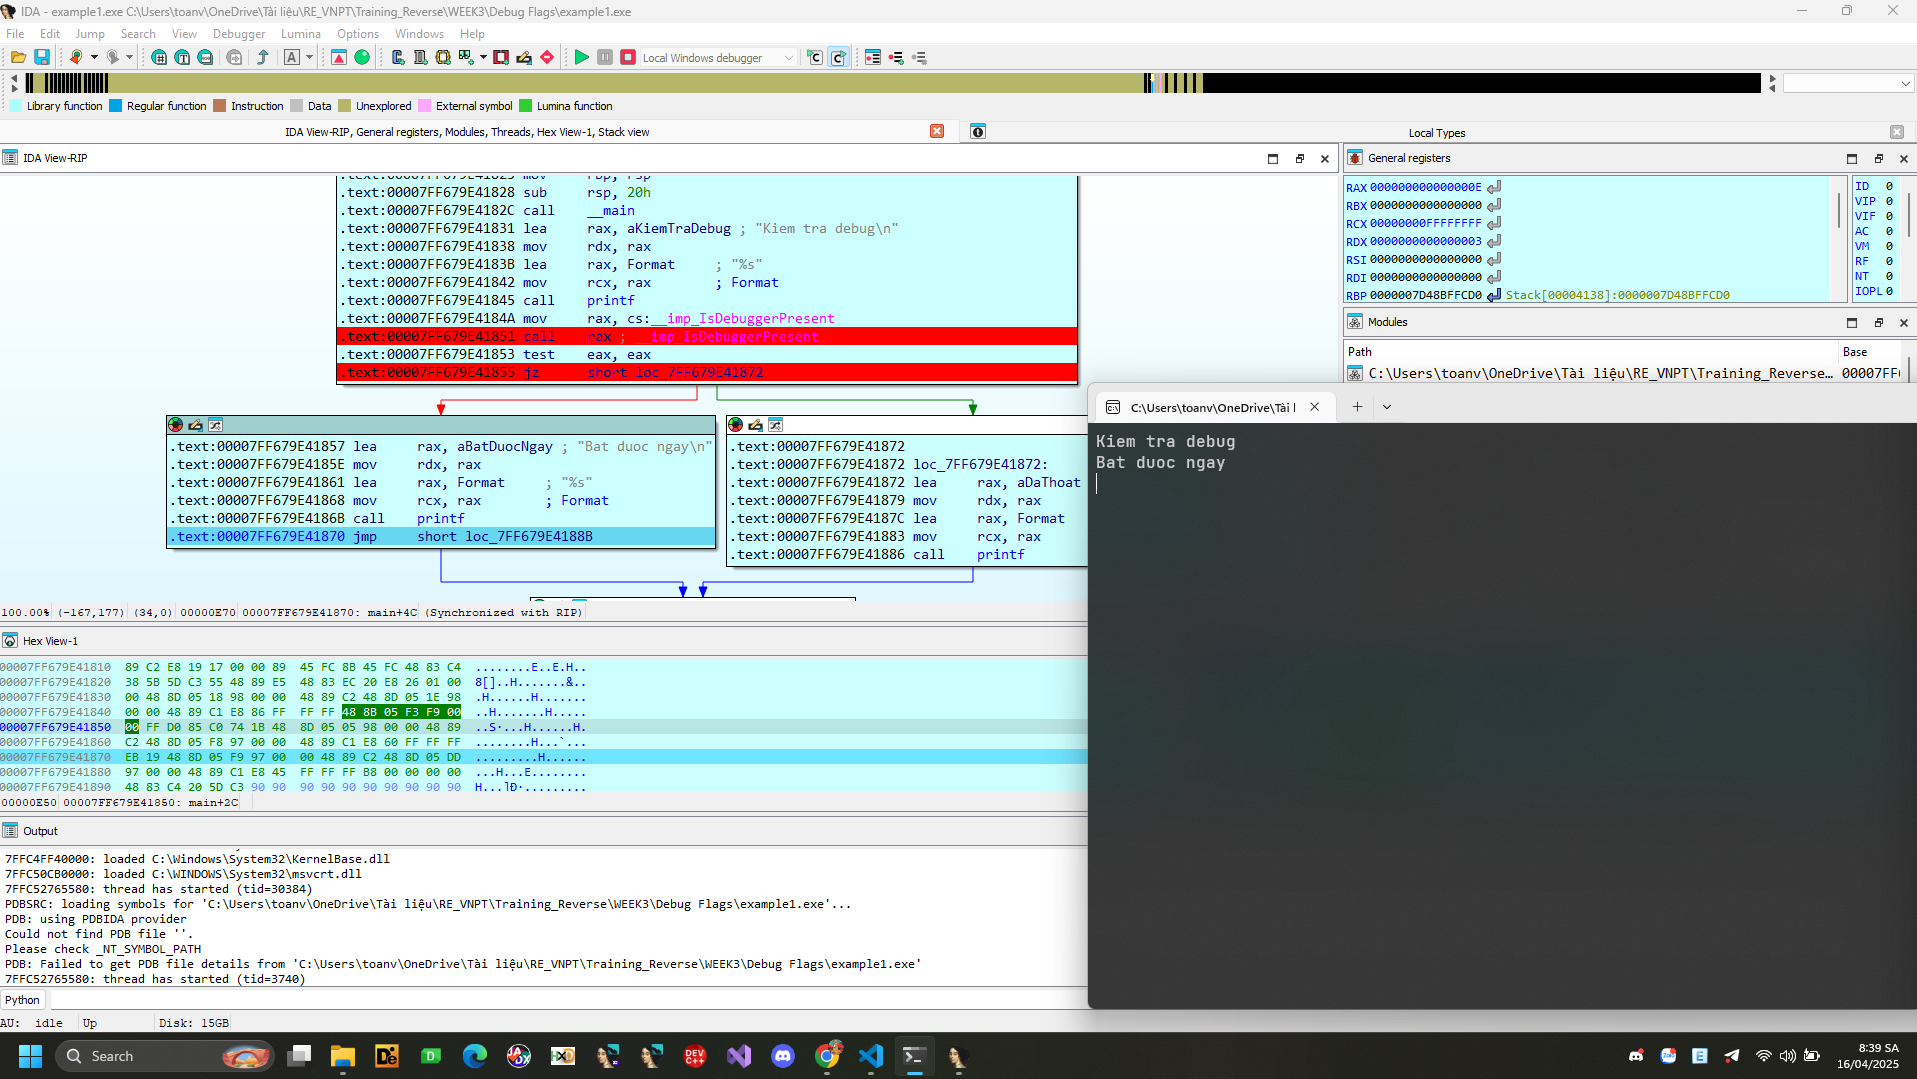 IDA - example1.exe C:\Users\toanv\OneDrive\Tài liệu\RE_VNPT\Training_Reverse\WEEK3\Debug Flags\example1.exe
File Edit Jump Search View Debugger Lumina Options Windows Help
Local Windows debugger
Library function Regular function Instruction Data Unexplored External symbol Lumina function
IDA View-RIP, General registers, Modules, Threads, Hex View-1, Stack view
Local Types
IDA View-RIP
.text:00007FF679E41828 sub rsp, 20h
.text:00007FF679E4182C call __main
.text:00007FF679E41831 lea rax, aKiemTraDebug ; "Kiem tra debug\n"
.text:00007FF679E41838 mov rdx, rax
.text:00007FF679E4183B lea rax, Format ; "%s"
.text:00007FF679E41842 mov rcx, rax ; Format
.text:00007FF679E41845 call printf
.text:00007FF679E4184A mov rax, cs:__imp_IsDebuggerPresent
.text:00007FF679E41851 call rax ; __imp_IsDebuggerPresent
.text:00007FF679E41853 test eax, eax
.text:00007FF679E41855 jz short loc_7FF679E41872
.text:00007FF679E41857 lea rax, aBatDuocNgay ; "Bat duoc ngay\n"
.text:00007FF679E4185E mov rdx, rax
.text:00007FF679E41861 lea rax, Format ; "%s"
.text:00007FF679E41868 mov rcx, rax ; Format
.text:00007FF679E4186B call printf
.text:00007FF679E41870 jmp short loc_7FF679E4188B
.text:00007FF679E41872
.text:00007FF679E41872 loc_7FF679E41872:
.text:00007FF679E41872 lea rax, aDaThoat
.text:00007FF679E41879 mov rdx, rax
.text:00007FF679E4187C lea rax, Format
.text:00007FF679E41883 mov rcx, rax
.text:00007FF679E41886 call printf
100.00% (-167,177) (34,0) 00000E70 00007FF679E41870: main+4C (Synchronized with RIP)
General registers
RAX 000000000000000E
RBX 0000000000000000
RCX 00000000FFFFFFFF
RDX 0000000000000003
RSI 0000000000000000
RDI 0000000000000000
RBP 0000007D48BFFCD0 Stack[00004138]:0000007D48BFFCD0
ID 0
VIP 0
VIF 0
AC 0
VM 0
RF 0
NT 0
IOPL 0
Modules
Path Base
C:\Users\toanv\OneDrive\Tài liệu\RE_VNPT\Training_Reverse... 00007FF
C:\Users\toanv\OneDrive\Tài l
Kiem tra debug
Bat duoc ngay
Hex View-1
00007FF679E41810 89 C2 E8 19 17 00 00 89 45 FC 8B 45 FC 48 83 C4 ........E..E.H..
00007FF679E41820 38 5B 5D C3 55 48 89 E5 48 83 EC 20 E8 26 01 00 8[]..H.......&..
00007FF679E41830 00 48 8D 05 18 98 00 00 48 89 C2 48 8D 05 1E 98 .H......H.......
00007FF679E41840 00 00 48 89 C1 E8 86 FF FF FF 48 8B 05 F3 F9 00 ..H.......H.....
00007FF679E41850 00 FF D0 85 C0 74 1B 48 8D 05 05 98 00 00 48 89 ..S·...H......H.
00007FF679E41860 C2 48 8D 05 F8 97 00 00 48 89 C1 E8 60 FF FF FF ........H...`...
00007FF679E41870 EB 19 48 8D 05 F9 97 00 00 48 89 C2 48 8D 05 DD .........H......
00007FF679E41880 97 00 00 48 89 C1 E8 45 FF FF FF B8 00 00 00 00 ...H...E........
00007FF679E41890 48 83 C4 20 5D C3 90 90 90 90 90 90 90 90 90 90 H...]Đ·.........
00000E50 00007FF679E41850: main+2C
Output
7FFC4FF40000: loaded C:\Windows\System32\KernelBase.dll
7FFC50CB0000: loaded C:\WINDOWS\System32\msvcrt.dll
7FFC52765580: thread has started (tid=30384)
PDBSRC: loading symbols for 'C:\Users\toanv\OneDrive\Tài liệu\RE_VNPT\Training_Reverse\WEEK3\Debug Flags\example1.exe'...
PDB: using PDBIDA provider
Could not find PDB file ''.
Please check _NT_SYMBOL_PATH
PDB: Failed to get PDB file details from 'C:\Users\toanv\OneDrive\Tài liệu\RE_VNPT\Training_Reverse\WEEK3\Debug Flags\example1.exe'
7FFC52765580: thread has started (tid=3740)
Python
AU: idle Up Disk: 15GB
Search
8:39 SA
16/04/2025